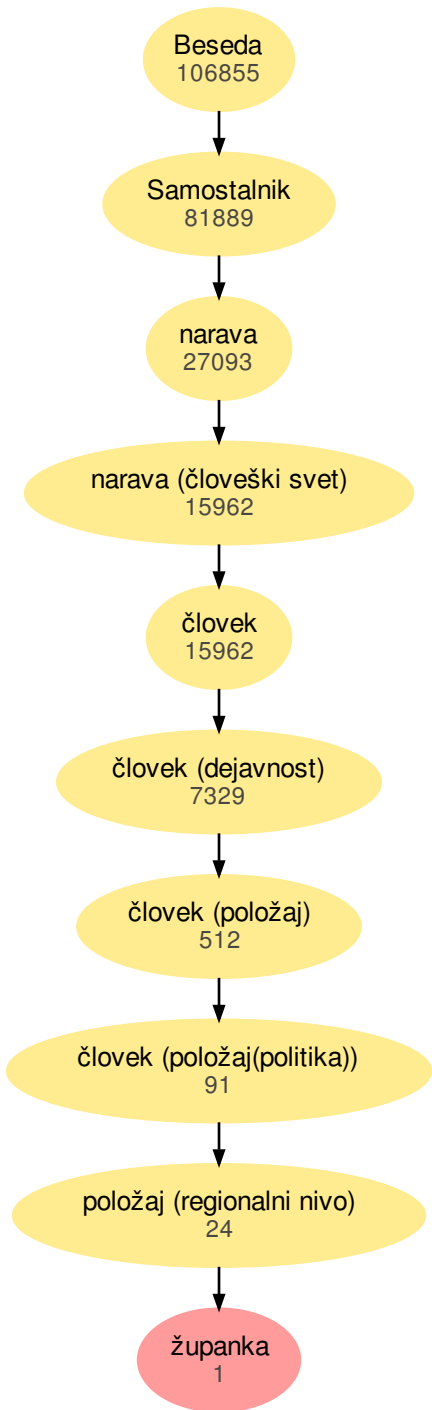 Beseda
106855
Samostalnik
81889
narava
27093
narava (človeški svet)
15962
človek
15962
človek (dejavnost)
7329
človek (položaj)
512
človek (položaj(politika))
91
položaj (regionalni nivo)
24
županka
1